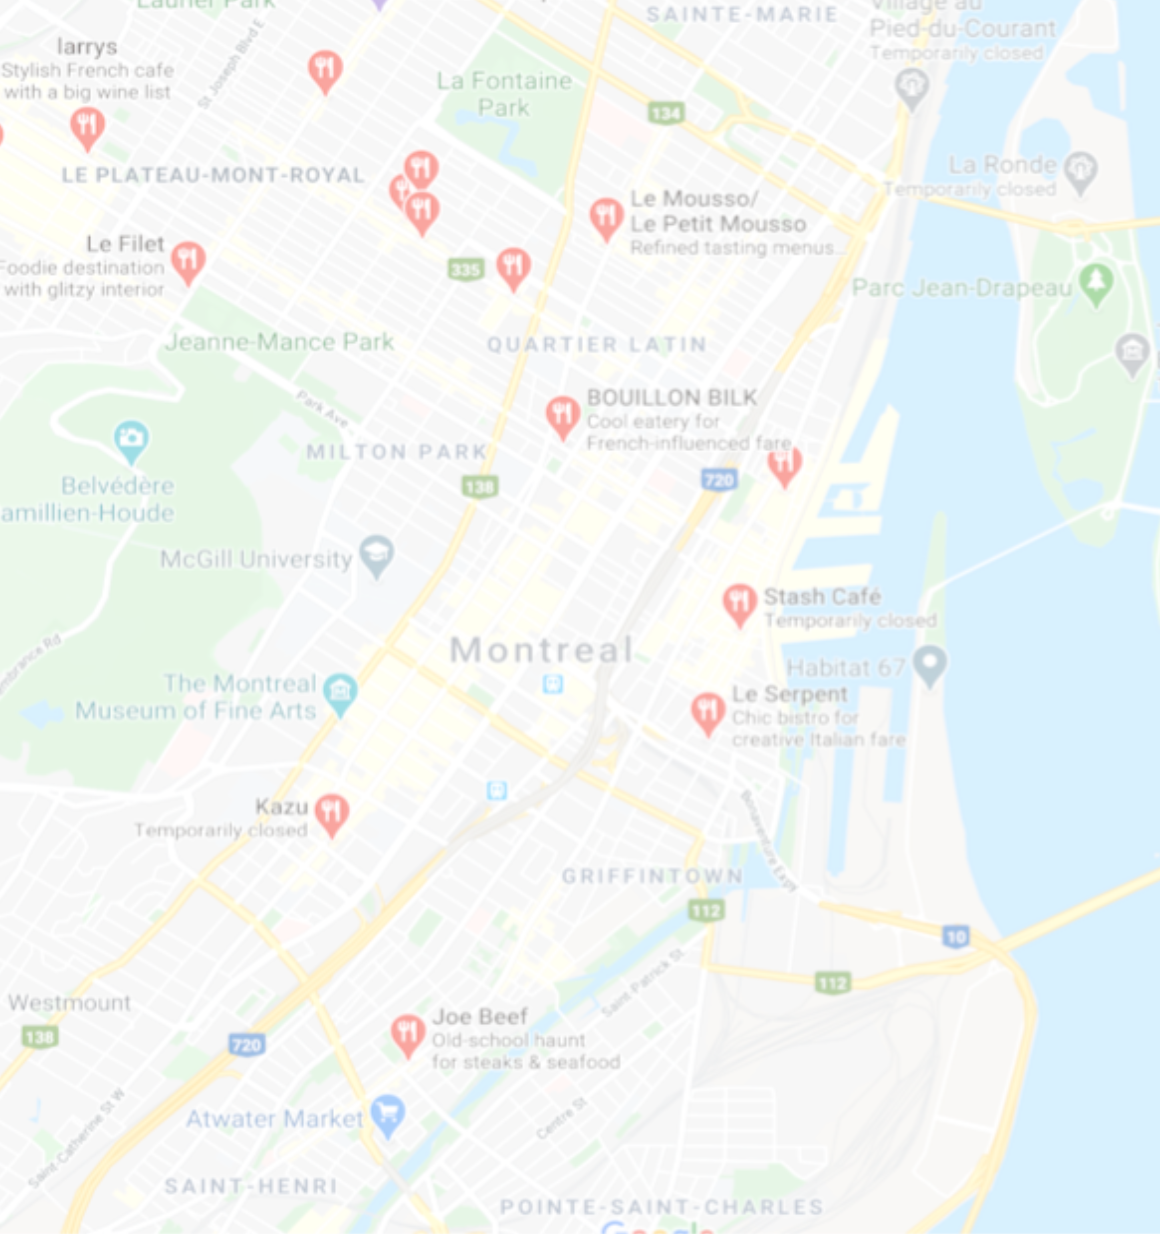 Laurier Park
SAINTE-MARIE
Village au
Pied-du-Courant
Temporarily closed
larrys
Stylish French cafe
with a big wine list
St Joseph Blvd E
La Fontaine
Park
134
La Ronde
Temporarily closed
LE PLATEAU-MONT-ROYAL
Le Mousso/
Le Petit Mousso
Refined tasting menus...
Le Filet
Foodie destination
with glitzy interior
335
Parc Jean-Drapeau
Jeanne-Mance Park
QUARTIER LATIN
Park Ave
BOUILLON BILK
Cool eatery for
French-influenced fare
MILTON PARK
138
720
Belvédère
amillien-Houde
McGill University
Stash Café
Temporarily closed
Montreal
Habitat 67
The Montreal
Museum of Fine Arts
Le Serpent
Chic bistro for
creative Italian fare
Kazu
Temporarily closed
Bonaventure Expy
GRIFFINTOWN
112
10
Saint Patrick St
112
Westmount
138
720
Joe Beef
Old-school haunt
for steaks & seafood
Atwater Market
Centre St
Saint-Catherine St W
SAINT-HENRI
POINTE-SAINT-CHARLES
Google